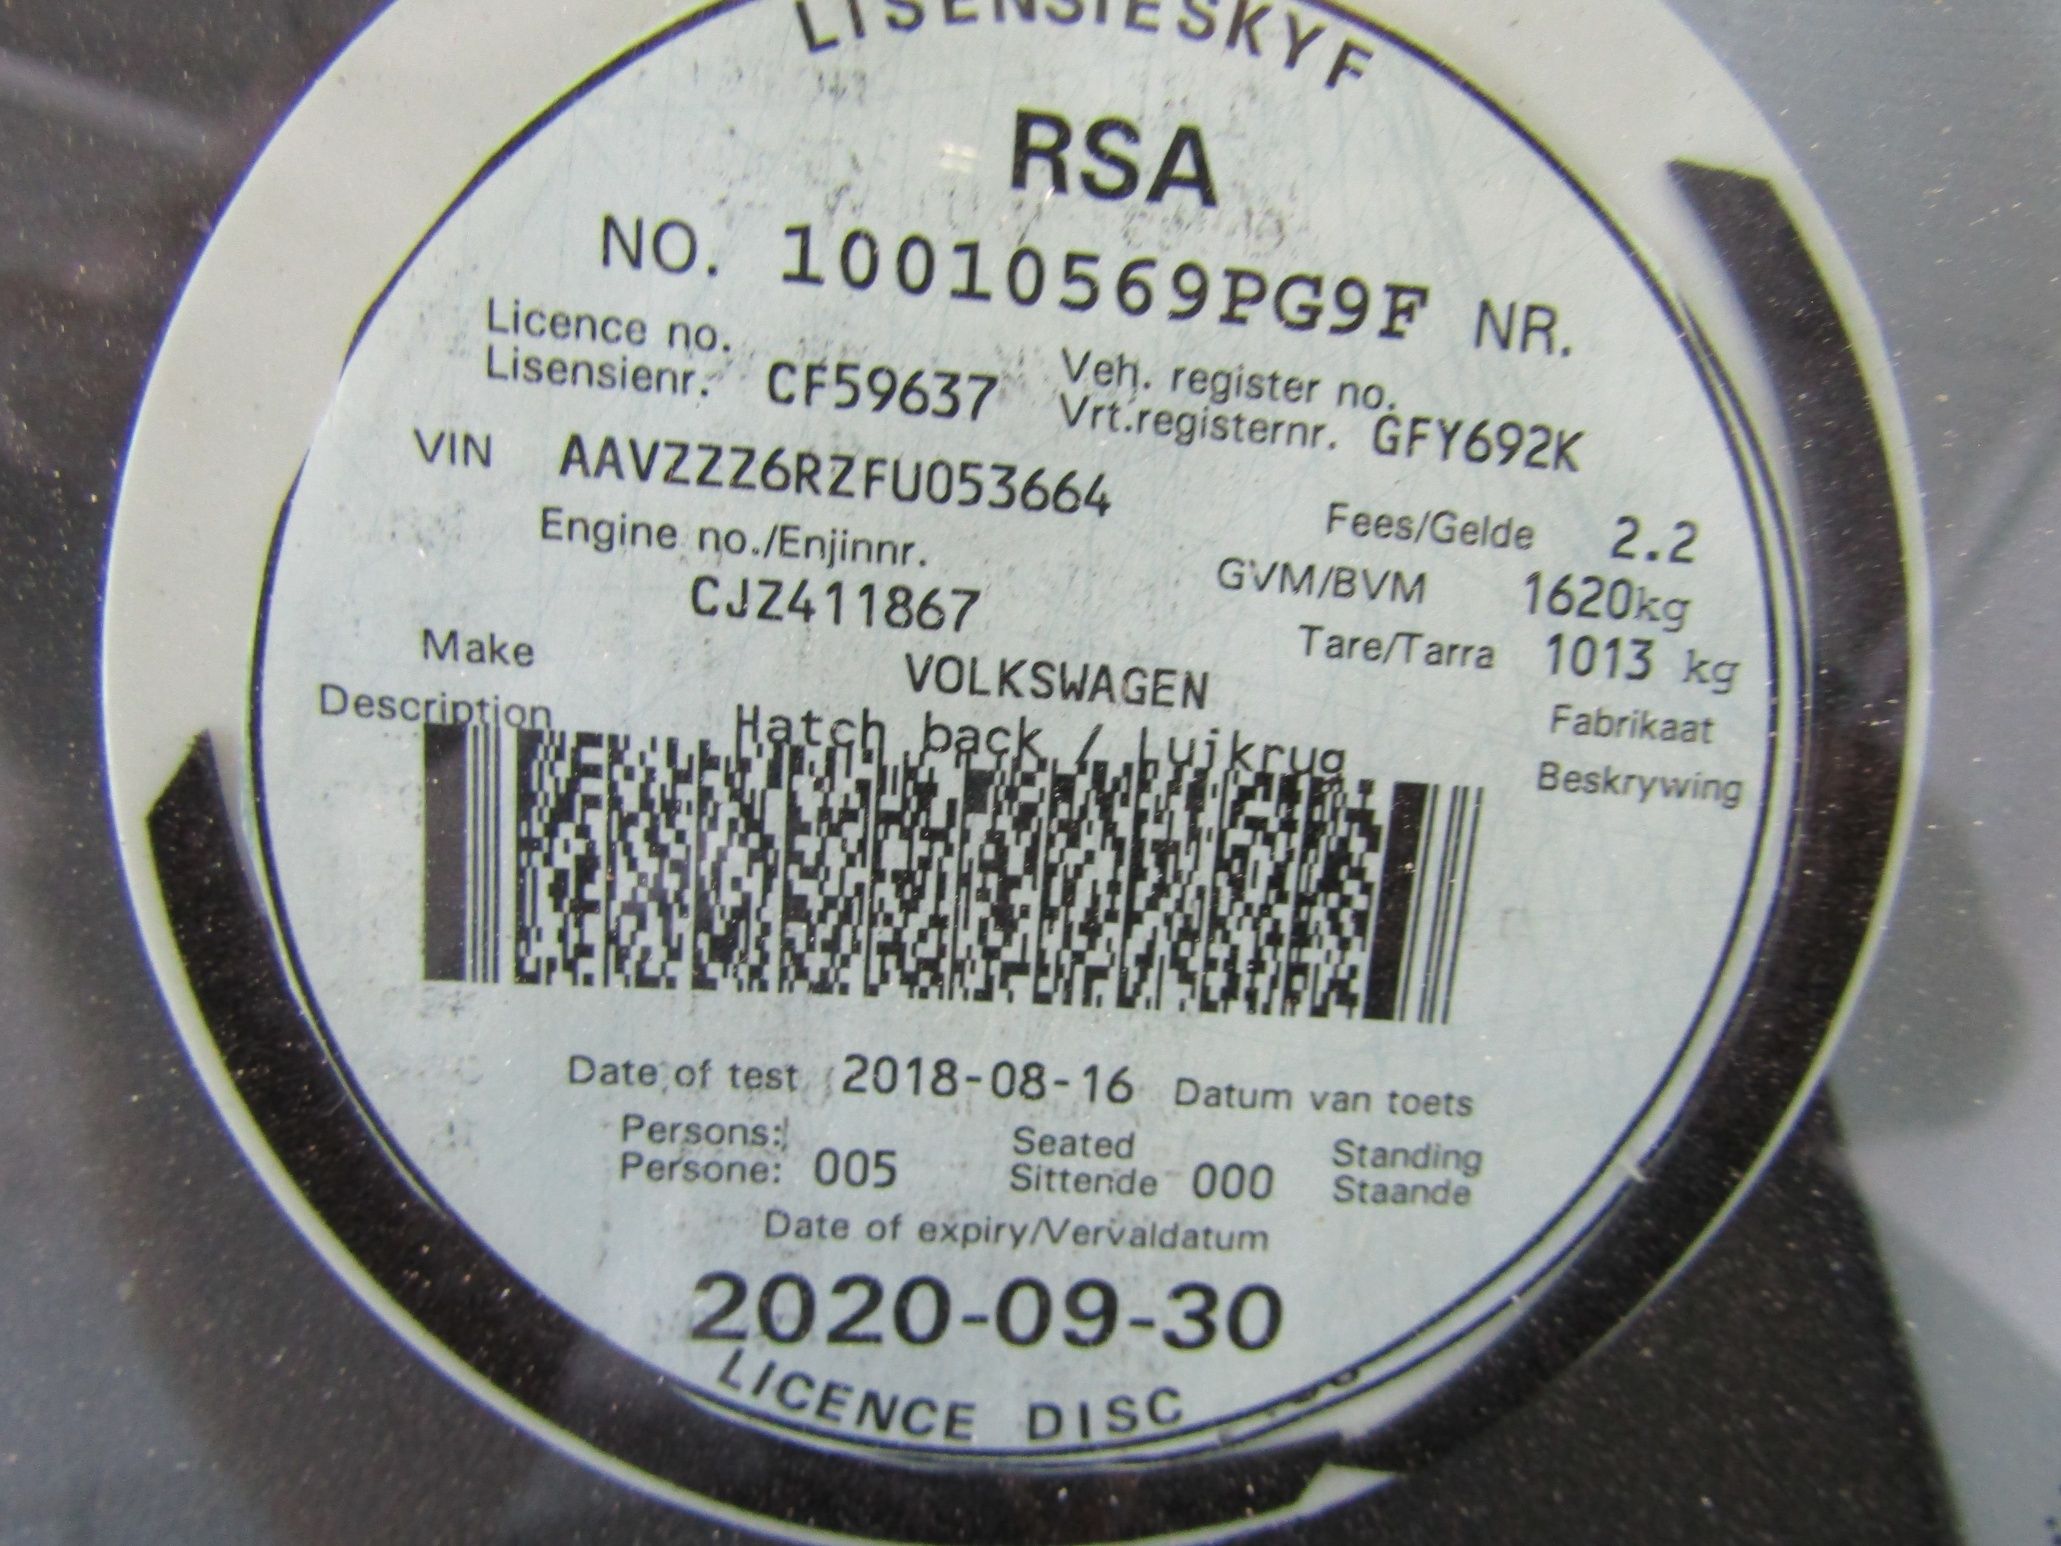 LISENSIESKYF
RSA
NO. 10010569PG9F NR.
Licence no.
Lisensienr. CF59637
Veh. register no.
Vrt.registernr. GFY692K
VIN AAVZZZ6RZFU053664
Fees/Gelde 2.2
Engine no./Enjinnr.
CJZ411867
GVM/BVM 1620kg
Tare/Tarra 1013 kg
Make VOLKSWAGEN Fabrikaat
Description Hatch back / Luikrug Beskrywing
Date of test 2018-08-16 Datum van toets
Persons:
Persone: 005
Seated
Sittende 000
Standing
Staande
Date of expiry/Vervaldatum
2020-09-30
LICENCE DISC